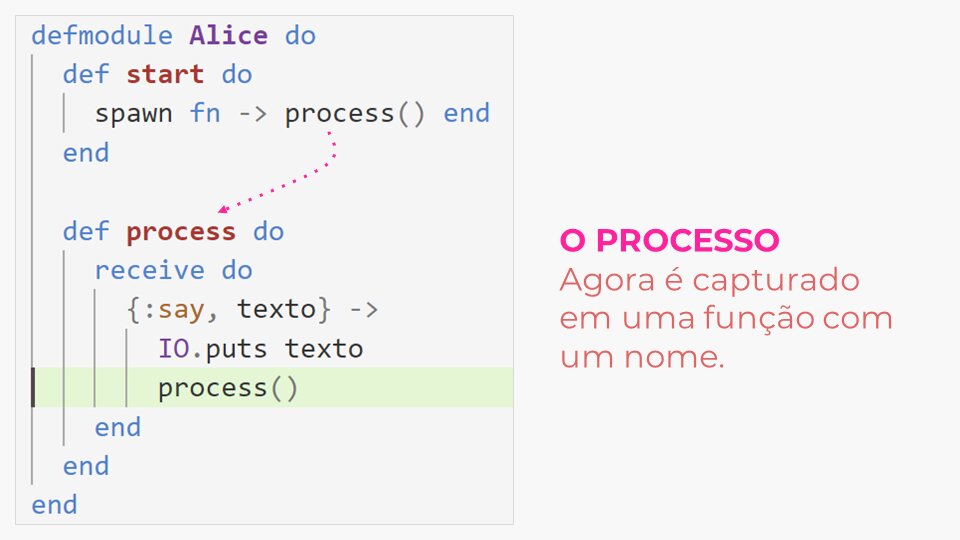 defmodule Alice do
  def start do
    spawn fn -> process() end
  end

  def process do
    receive do
      {:say, texto} ->
        IO.puts texto
        process()
    end
  end
end
O PROCESSO
Agora é capturado
em uma função com
um nome.